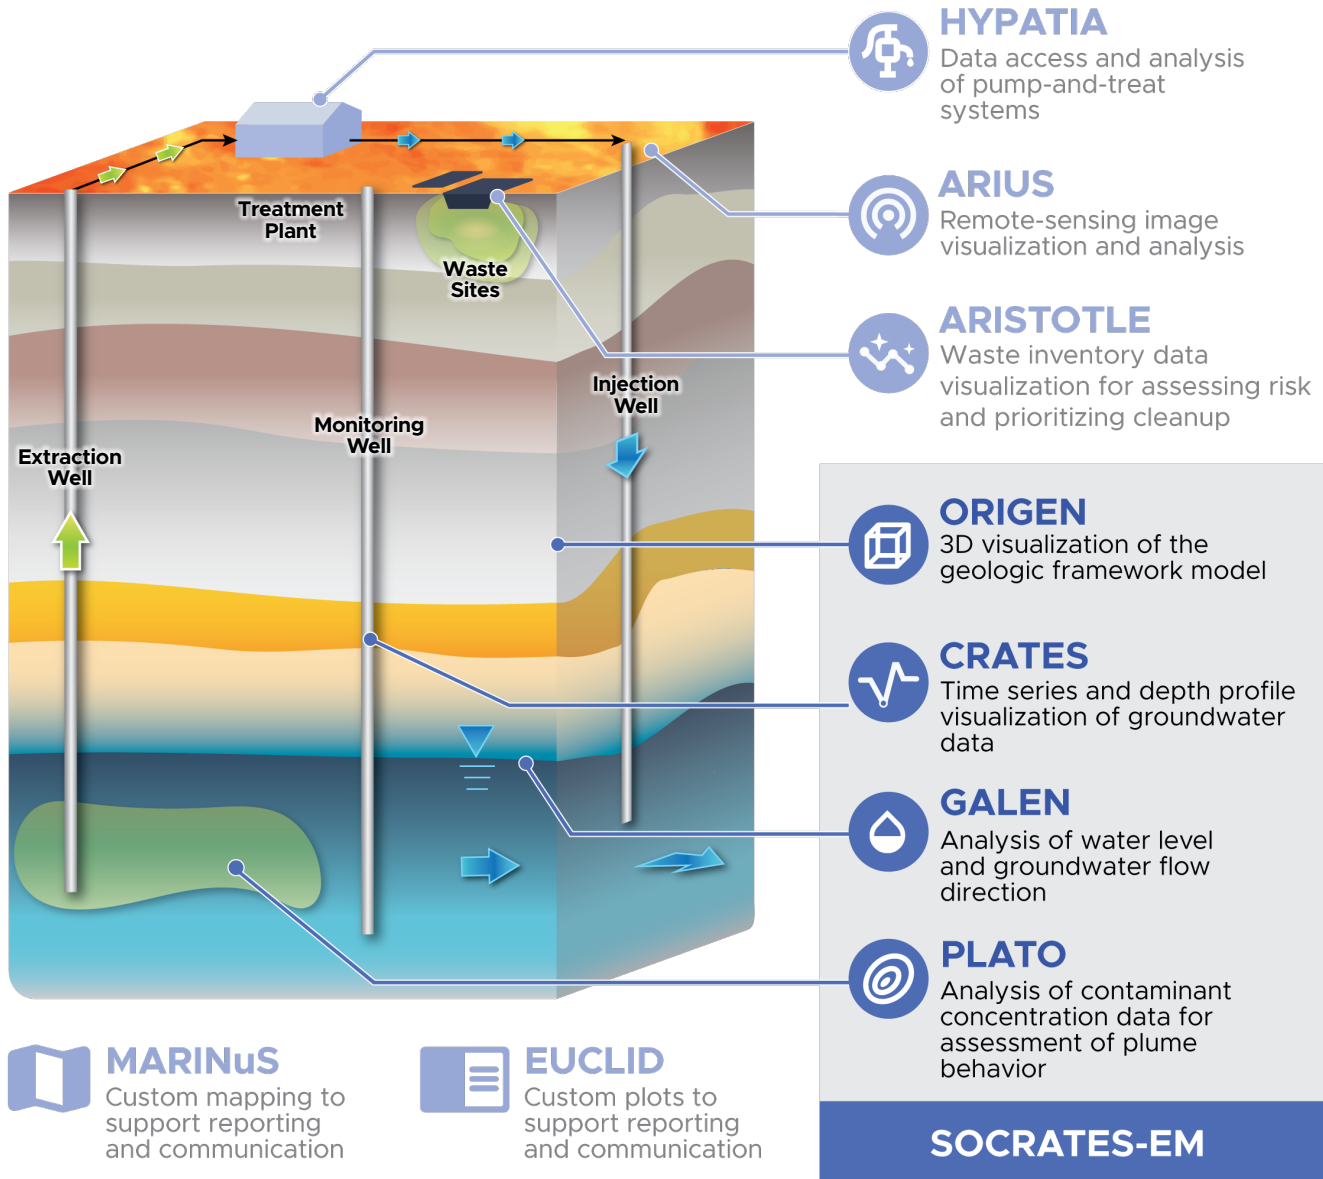 HYPATIA
Data access and analysis
of pump-and-treat
systems
ARIUS
Remote-sensing image
visualization and analysis
ARISTOTLE
Waste inventory data
visualization for assessing risk
and prioritizing cleanup
Treatment
Plant
Waste
Sites
Injection
Well
Monitoring
Well
Extraction
Well
ORIGEN
3D visualization of the
geologic framework model
CRATES
Time series and depth profile
visualization of groundwater
data
GALEN
Analysis of water level
and groundwater flow
direction
PLATO
Analysis of contaminant
concentration data for
assessment of plume
behavior
SOCRATES-EM
MARINuS
Custom mapping to
support reporting
and communication
EUCLID
Custom plots to
support reporting
and communication